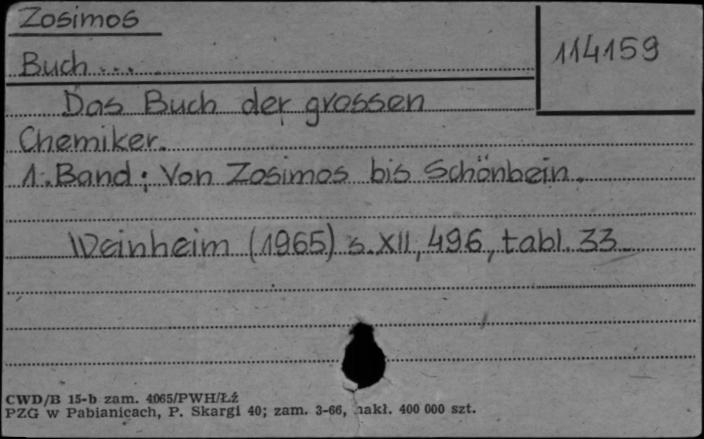 Zosimos
114159
Buch ...
Das Buch der grossen
Chemiker.
1. Band: Von Zosimos bis Schönbein.
Weinheim (1965) s. XII, 496, tabl. 33
CWD/B 15-b zam. 4065/PWH/Łź
PZG w Pabianicach, P. Skargi 40; zam. 3-66, nakł. 400 000 szt.